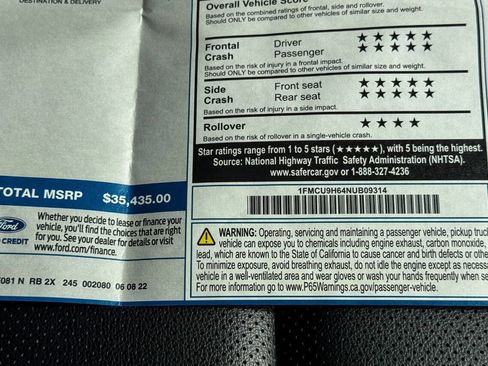 DESTINATION & DELIVERY
Overall Vehicle Score
Based on the combined ratings of frontal, side and rollover.
Should ONLY be compared to other vehicles of similar size and weight.
Frontal Driver ★★★★★
Crash Passenger ★★★★★
Based on the risk of injury in a frontal impact.
Should ONLY be compared to other vehicles of similar size and weight.
Side Front seat ★★★★★
Crash Rear seat ★★★★★
Based on the risk of injury in a side impact.
Rollover ★★★★
Based on the risk of rollover in a single-vehicle crash.
Star ratings range from 1 to 5 stars (★★★★★), with 5 being the highest.
Source: National Highway Traffic Safety Administration (NHTSA).
www.safercar.gov or 1-888-327-4236
1FMCU9H64NUB09314
TOTAL MSRP $35,435.00
Ford
CREDIT
Whether you decide to lease or finance your
vehicle, you'll find the choices that are right
for you. See your dealer for details or visit
www.ford.com/finance.
081 N RB 2X 245 002080 06 08 22
WARNING: Operating, servicing and maintaining a passenger vehicle, pickup truck
vehicle can expose you to chemicals including engine exhaust, carbon monoxide,
lead, which are known to the State of California to cause cancer and birth defects or othe
To minimize exposure, avoid breathing exhaust, do not idle the engine except as necessa
vehicle in a well-ventilated area and wear gloves or wash your hands frequently when se
For more information go to www.P65Warnings.ca.gov/passenger-vehicle.